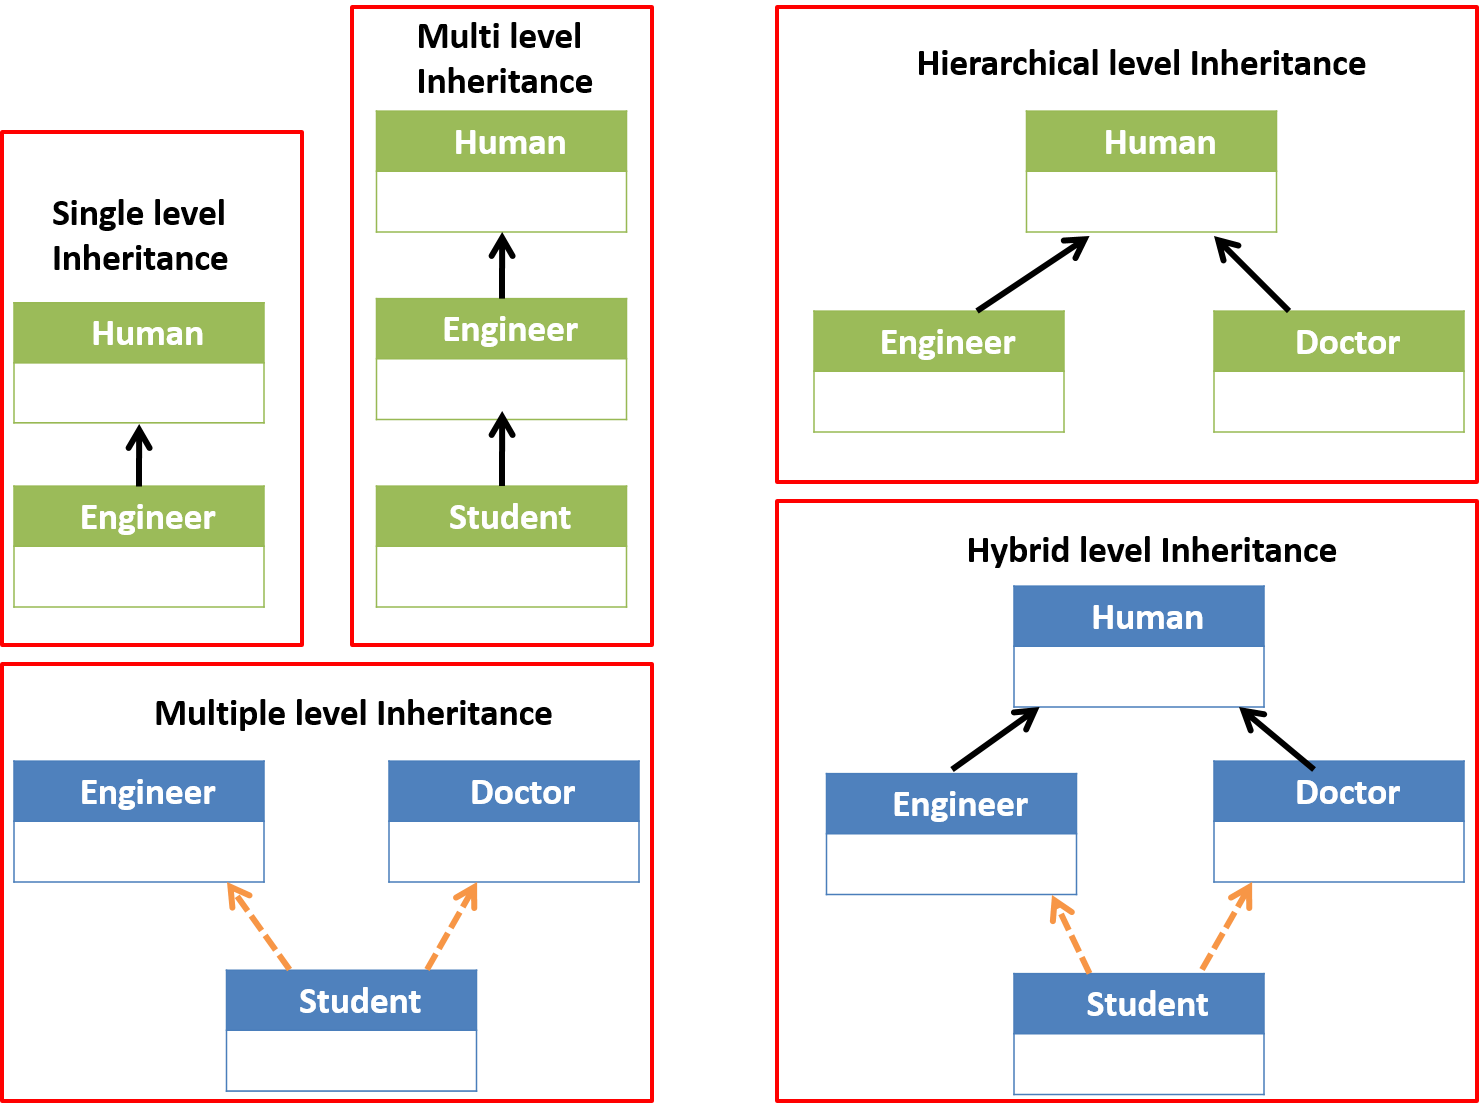 Single level
Inheritance
Human
Engineer
Multi level
Inheritance
Human
Engineer
Student
Hierarchical level Inheritance
Human
Engineer
Doctor
Multiple level Inheritance
Engineer
Doctor
Student
Hybrid level Inheritance
Human
Engineer
Doctor
Student